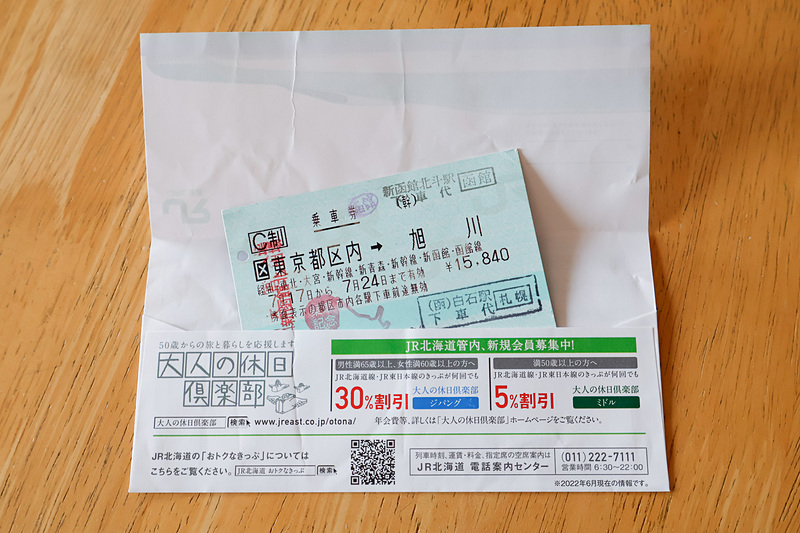 新函館北斗駅
(幹)車代
函館
乗車券
C制
区東京都区内 → 旭川
経由:東北・大宮・新幹線・新青森・新幹線・新函館・函館線
7月17日から 7月24日まで有効
¥15,840
・券面表示の都区市内各駅下車前途無効
(函)白石駅
下車代
札幌
50歳からの旅と暮らしを応援します
大人の休日
倶楽部
大人の休日倶楽部 検索
www.jreast.co.jp/otona/
JR北海道管内、新規会員募集中!
男性満65歳以上、女性満60歳以上の方へ
JR北海道線・JR東日本線のきっぷが何回でも
30%割引
大人の休日倶楽部
ジパング
満50歳以上の方へ
JR北海道線・JR東日本線のきっぷが何回でも
5%割引
大人の休日倶楽部
ミドル
年会費等、詳しくは「大人の休日倶楽部」ホームページをご覧ください。
JR北海道の「おトクなきっぷ」については
こちらをご覧ください。
JR北海道 おトクなきっぷ 検索
列車時刻、運賃・料金、指定席の空席案内は
JR北海道 電話案内センター
(011)222-7111
営業時間 6:30～22:00
※2022年6月現在の情報です。